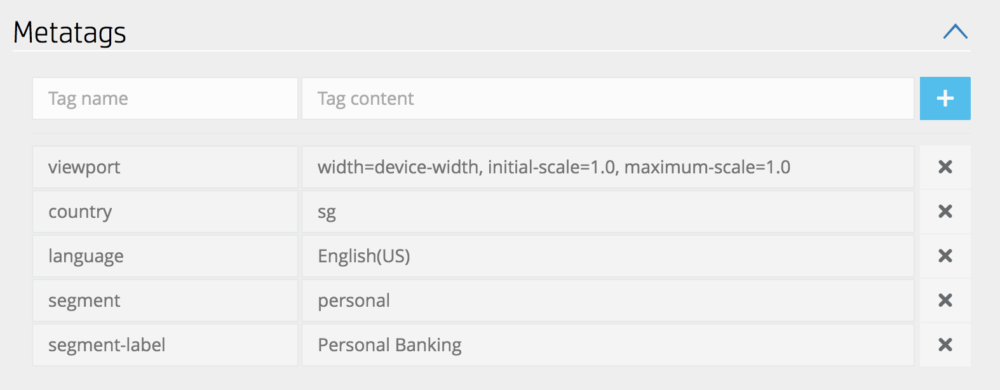 Metatags
Tag name Tag content
viewport width=device-width, initial-scale=1.0, maximum-scale=1.0
country sg
language English(US)
segment personal
segment-label Personal Banking